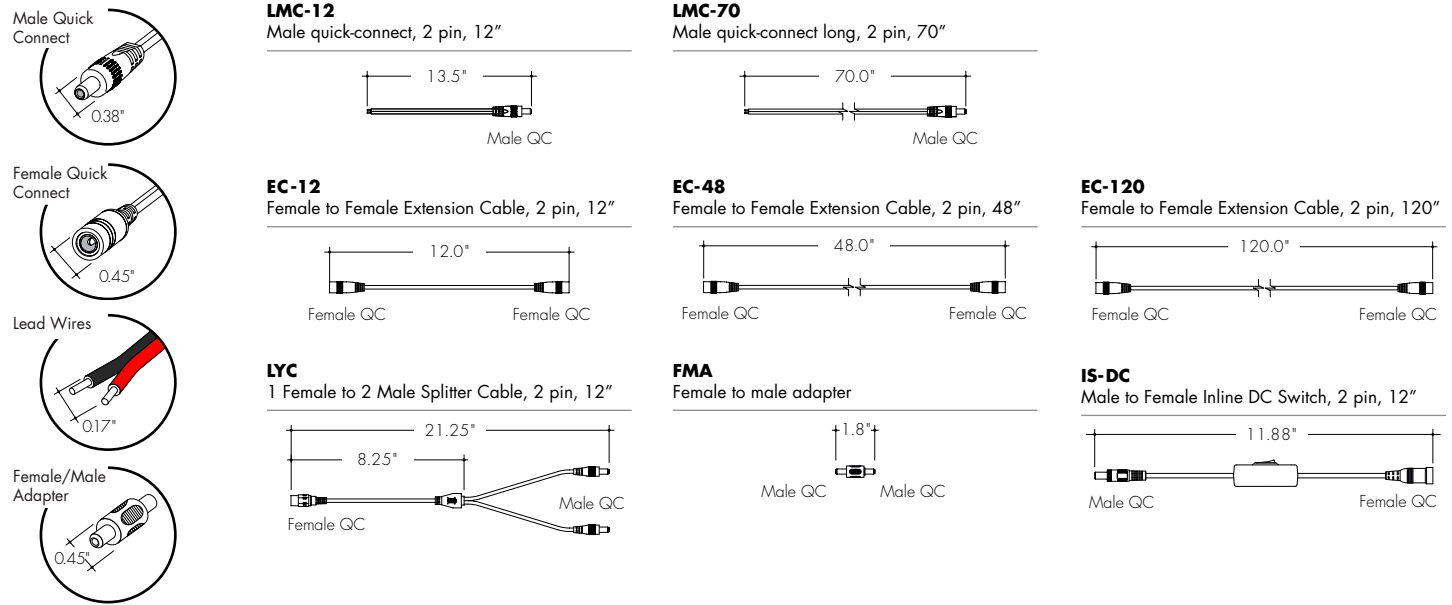 Male Quick
Connect
0.38"
Female Quick
Connect
0.45"
Lead Wires
0.17"
Female/Male
Adapter
0.45"
LMC-12
Male quick-connect, 2 pin, 12”
13.5"
Male QC
LMC-70
Male quick-connect long, 2 pin, 70”
70.0"
Male QC
EC-12
Female to Female Extension Cable, 2 pin, 12”
12.0"
Female QC Female QC
EC-48
Female to Female Extension Cable, 2 pin, 48”
48.0"
Female QC Female QC
EC-120
Female to Female Extension Cable, 2 pin, 120”
120.0"
Female QC Female QC
LYC
1 Female to 2 Male Splitter Cable, 2 pin, 12”
21.25"
8.25"
Male QC
Female QC
FMA
Female to male adapter
1.8"
Male QC Male QC
IS-DC
Male to Female Inline DC Switch, 2 pin, 12”
11.88"
Male QC Female QC